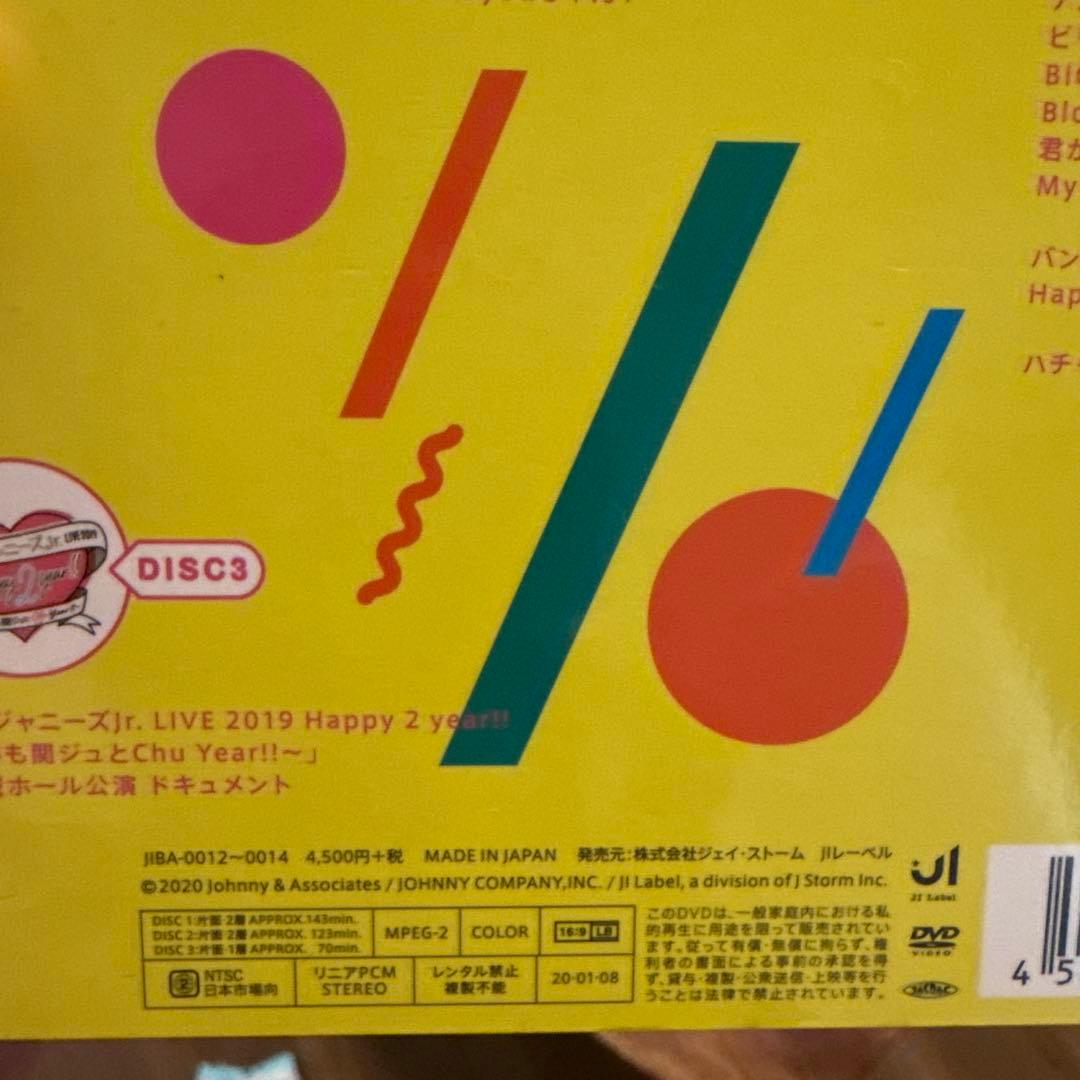 ビ
Bl
Blo
君が
My
バン
Hap
ハチ
ニーズJr. LIVE 2019
DISC3
ジャニーズJr. LIVE 2019 Happy 2 year!!
も関ジュとChu Year!!～」
ホール公演 ドキュメント
JIBA-0012～0014 4,500円+税 MADE IN JAPAN 発売元:株式会社ジェイ・ストーム JIレーベル
©2020 Johnny & Associates / JOHNNY COMPANY,INC. / JI Label, a division of J Storm Inc.
JI
JI Label
DISC 1:片面・2層 APPROX.143min.
DISC 2:片面・2層 APPROX. 123min.
DISC 3:片面・1層 APPROX. 70min.
MPEG-2
COLOR
16:9 LB
2
NTSC
日本市場向
リニアPCM
STEREO
レンタル禁止
複製不能
20・01・08
このDVDは、一般家庭内における私
的再生に用途を限って販売されてい
ます。従って有償・無償に拘らず、権
利者の書面による事前の承認を得
ず、貸与・複製・公衆送信・上映等を行
うことは法律で禁止されています。
DVD
VIDEO
JASRAC
4 5